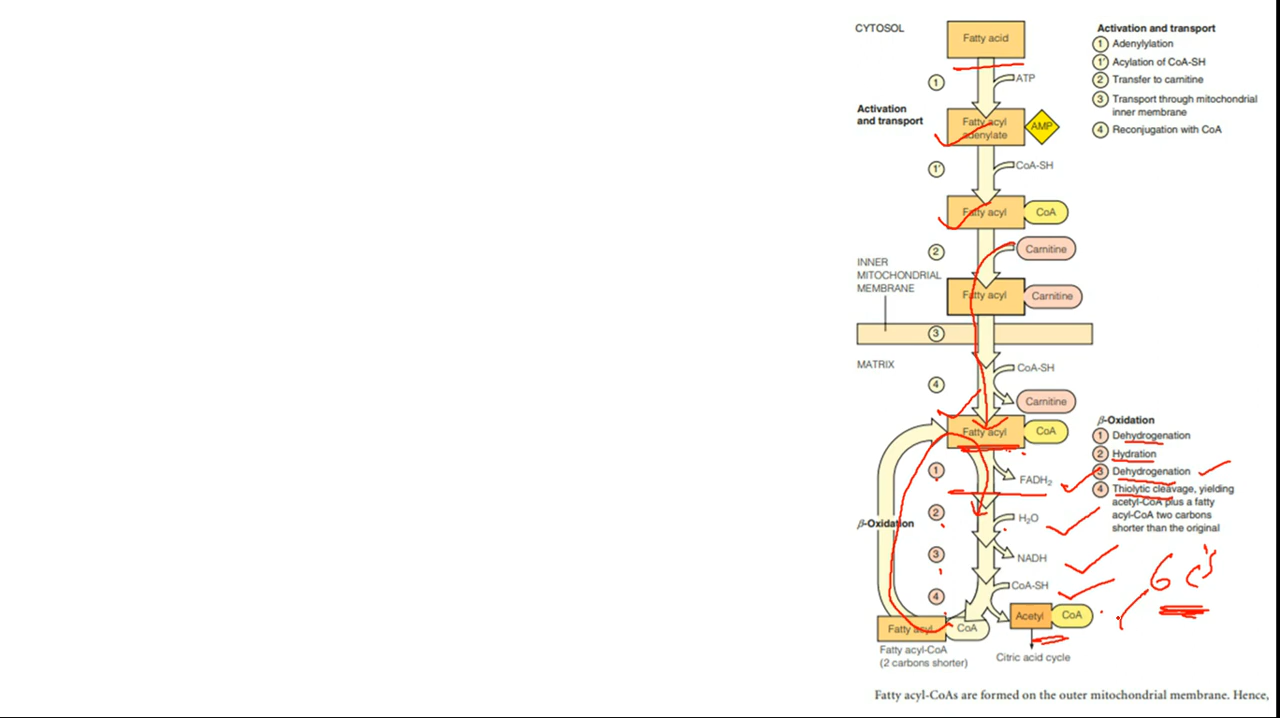 CYTOSOL
Fatty acid
Activation and transport
1 Adenylylation
1' Acylation of CoA-SH
2 Transfer to carnitine
3 Transport through mitochondrial
inner membrane
4 Reconjugation with CoA
1
ATP
Activation
and transport
Fatty acyl
adenylate
AMP
1'
CoA-SH
Fatty acyl
CoA
2
Carnitine
INNER
MITOCHONDRIAL
MEMBRANE
Fatty acyl
Carnitine
3
MATRIX
CoA-SH
4
Carnitine
Fatty acyl
CoA
β-Oxidation
1 Dehydrogenation
2 Hydration
3 Dehydrogenation
4 Thiolytic cleavage, yielding
acetyl-CoA plus a fatty
acyl-CoA two carbons
shorter than the original
1
FADH₂
2
H₂O
β-Oxidation
3
NADH
4
CoA-SH
6 C's
Fatty acyl
CoA
Acetyl
CoA
Fatty acyl-CoA
(2 carbons shorter)
Citric acid cycle
Fatty acyl-CoAs are formed on the outer mitochondrial membrane. Hence,